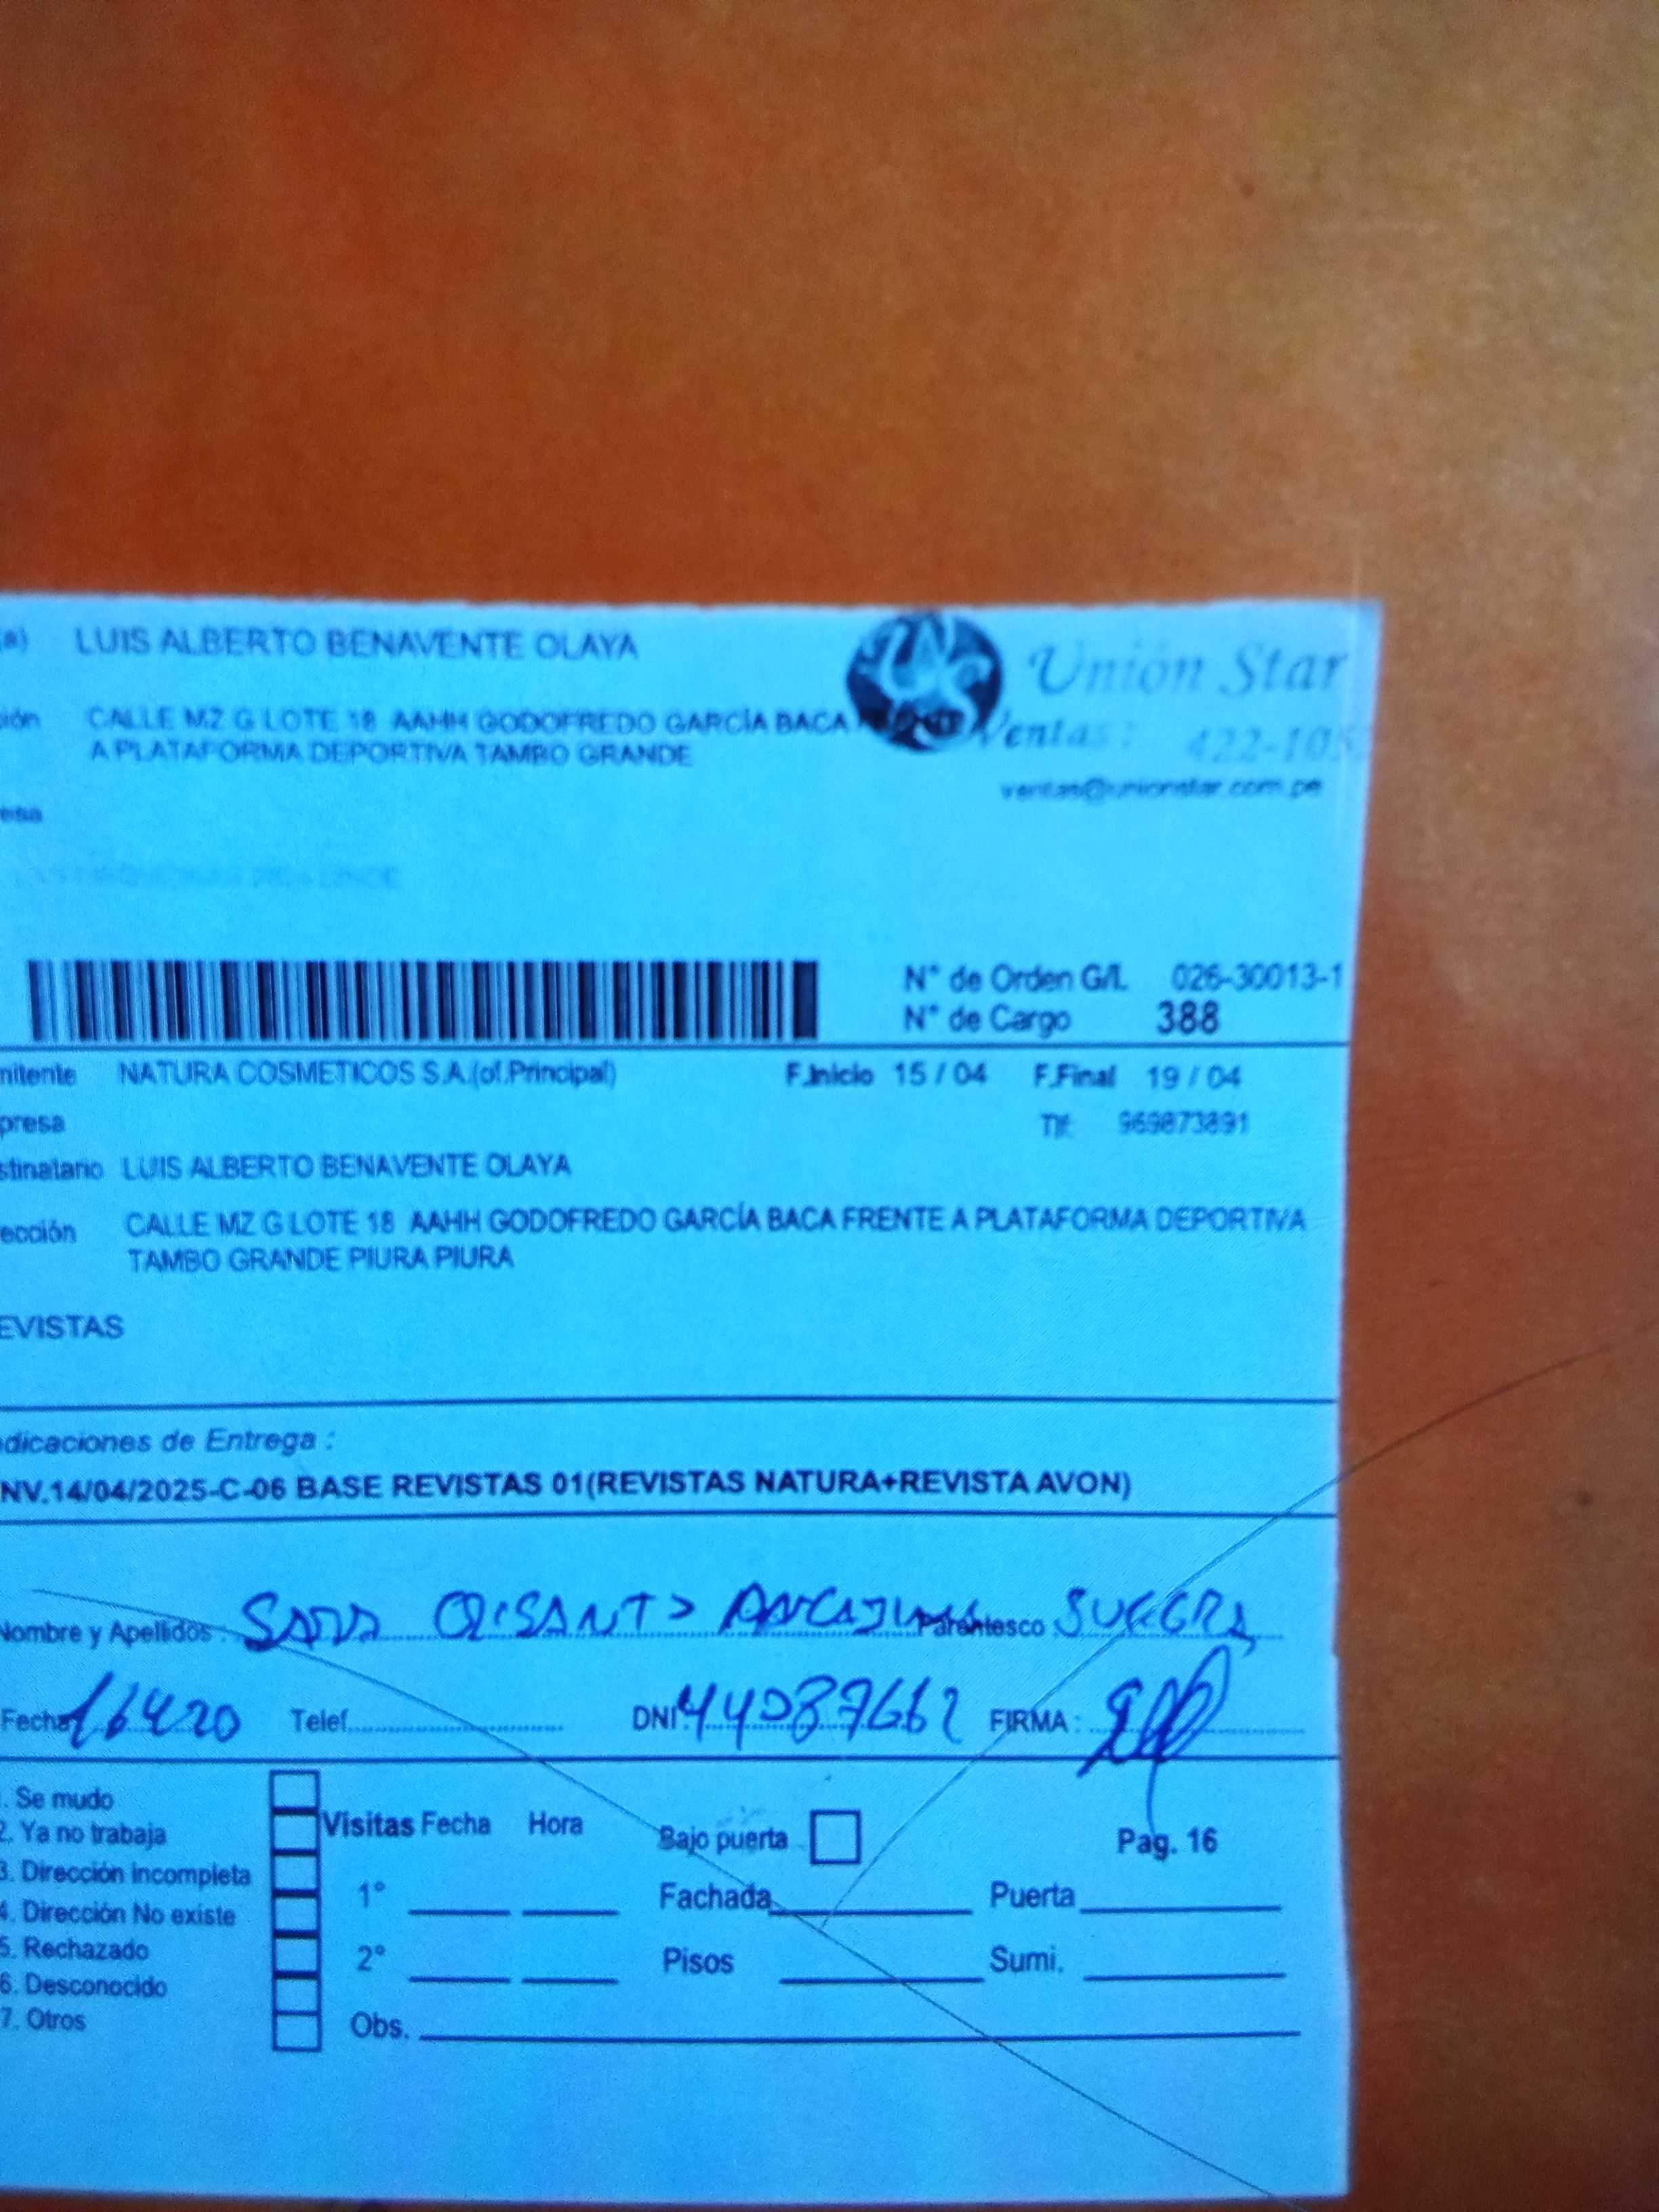 (a) LUIS ALBERTO BENAVENTE OLAYA
Unión Star
ión CALLE MZ G LOTE 18 AAHH GODOFREDO GARCÍA BACA
A PLATAFORMA DEPORTIVA TAMBO GRANDE
Ventas: 422-105
ventas@unionstar.com.pe
esa
N° de Orden G/L 026-30013-1
N° de Cargo 388
mitente NATURA COSMETICOS S.A.(of.Principal) F.Inicio 15 / 04 F.Final 19 / 04
presa Tlf: 969873891
stinatario LUIS ALBERTO BENAVENTE OLAYA
ección CALLE MZ G LOTE 18 AAHH GODOFREDO GARCÍA BACA FRENTE A PLATAFORMA DEPORTIVA
TAMBO GRANDE PIURA PIURA
EVISTAS
dicaciones de Entrega :
NV.14/04/2025-C-06 BASE REVISTAS 01(REVISTAS NATURA+REVISTA AVON)
Nombre y Apellidos : Parentesco SUEGRA
Fecha Telef. DNI: 44087662 FIRMA :
. Se mudo
2. Ya no trabaja
3. Dirección incompleta
4. Dirección No existe
5. Rechazado
6. Desconocido
7. Otros
Visitas Fecha Hora Bajo puerta Pag. 16
1° Fachada Puerta
2° Pisos Sumi.
Obs.